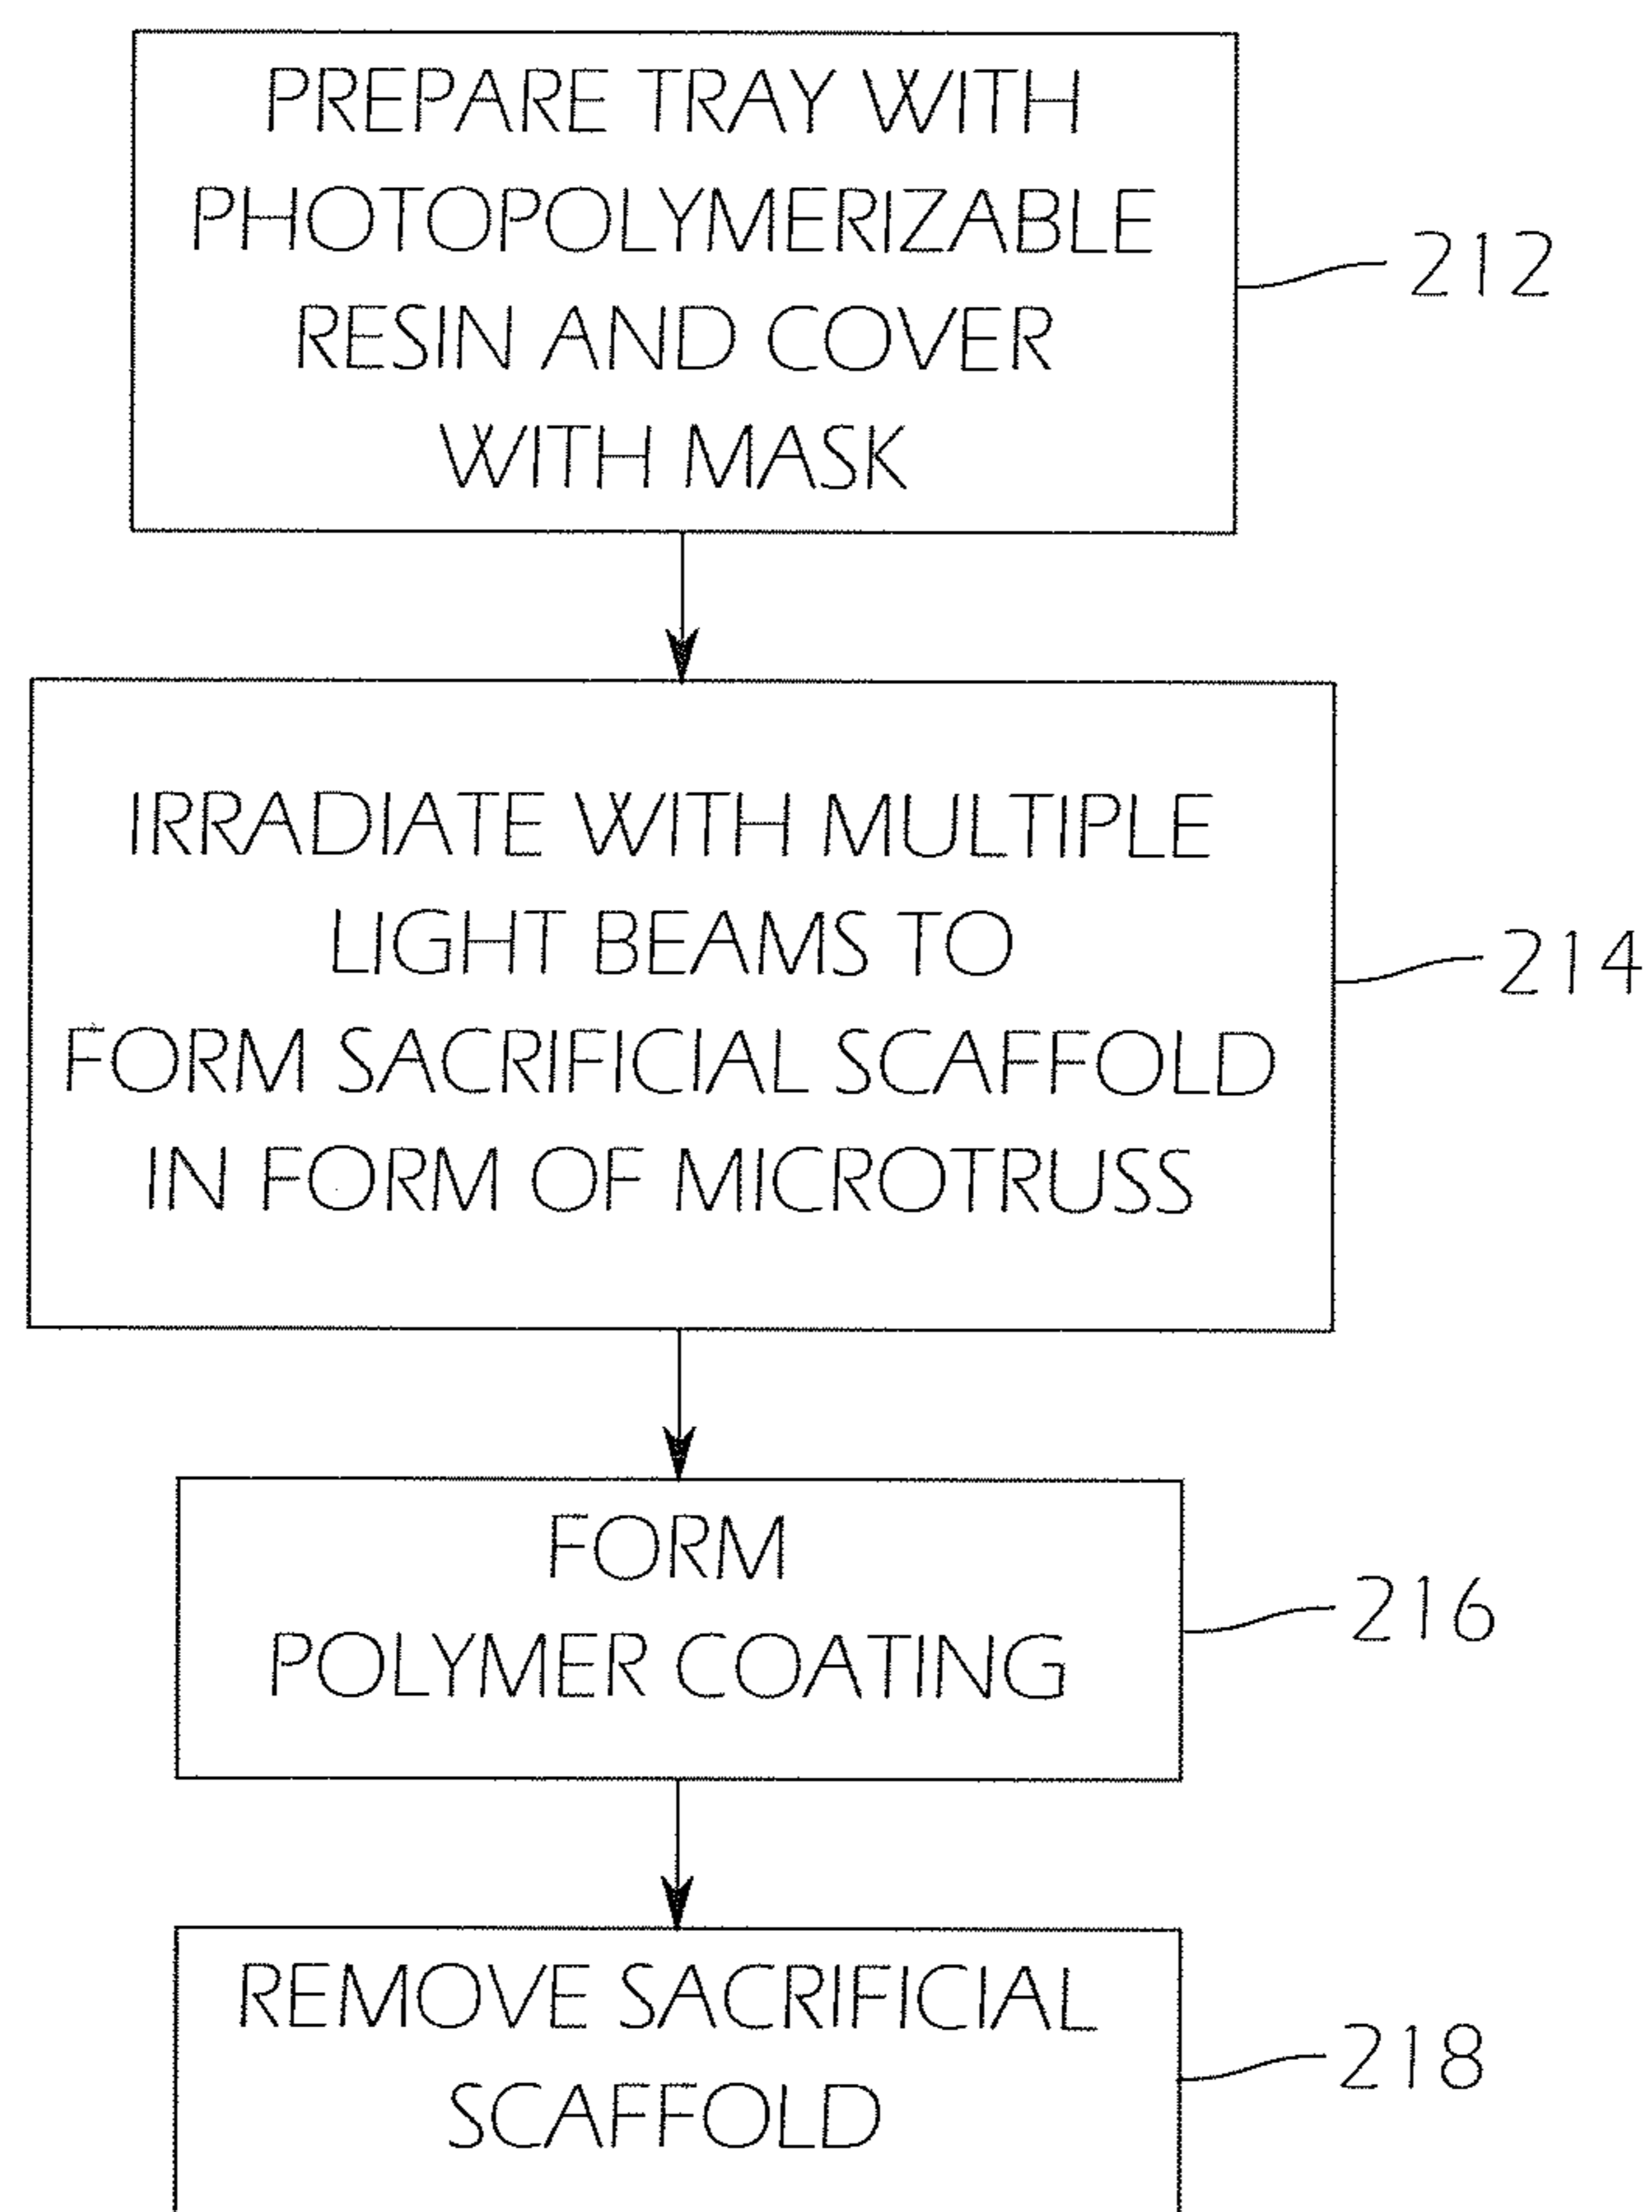 PREPARE TRAY WITH
PHOTOPOLYMERIZABLE
RESIN AND COVER
WITH MASK
212
IRRADIATE WITH MULTIPLE
LIGHT BEAMS TO
FORM SACRIFICIAL SCAFFOLD
IN FORM OF MICROTRUSS
214
FORM
POLYMER COATING
216
REMOVE SACRIFICIAL
SCAFFOLD
218